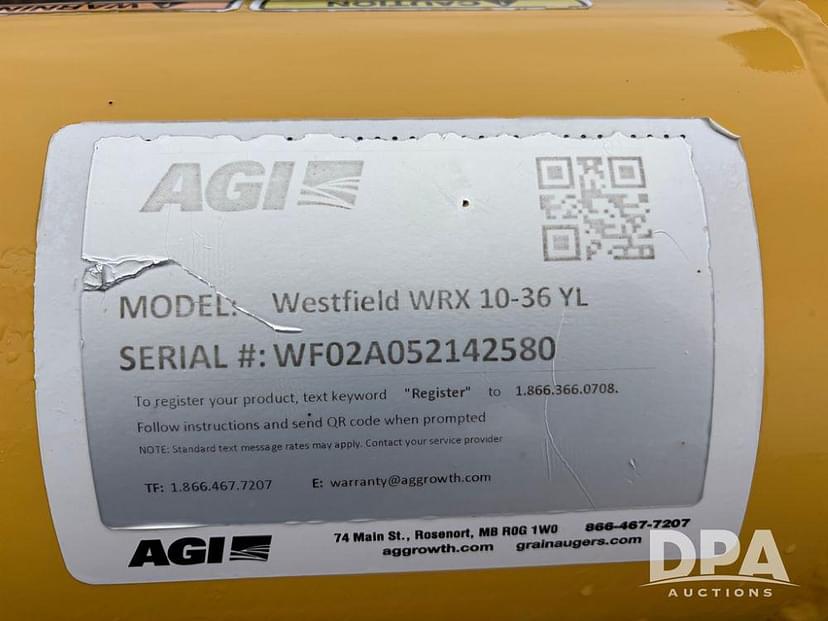 WARNING
CAUTION
AGI
MODEL: Westfield WRX 10-36 YL
SERIAL #: WF02A052142580
To register your product, text keyword "Register" to 1.866.366.0708.
Follow instructions and send QR code when prompted
NOTE: Standard text message rates may apply. Contact your service provider
TF: 1.866.467.7207 E: warranty@aggrowth.com
AGI
74 Main St., Rosenort, MB R0G 1W0 866-467-7207
aggrowth.com grainaugers.com
DPA
AUCTIONS